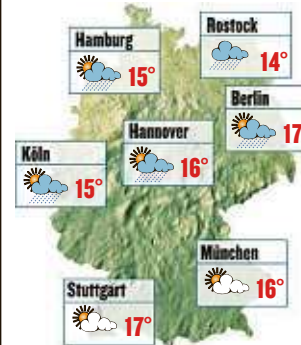 Rostock
14°
Hamburg
15°
Berlin
17
Hannover
16°
Köln
15°
München
16°
Stuttgart
17°